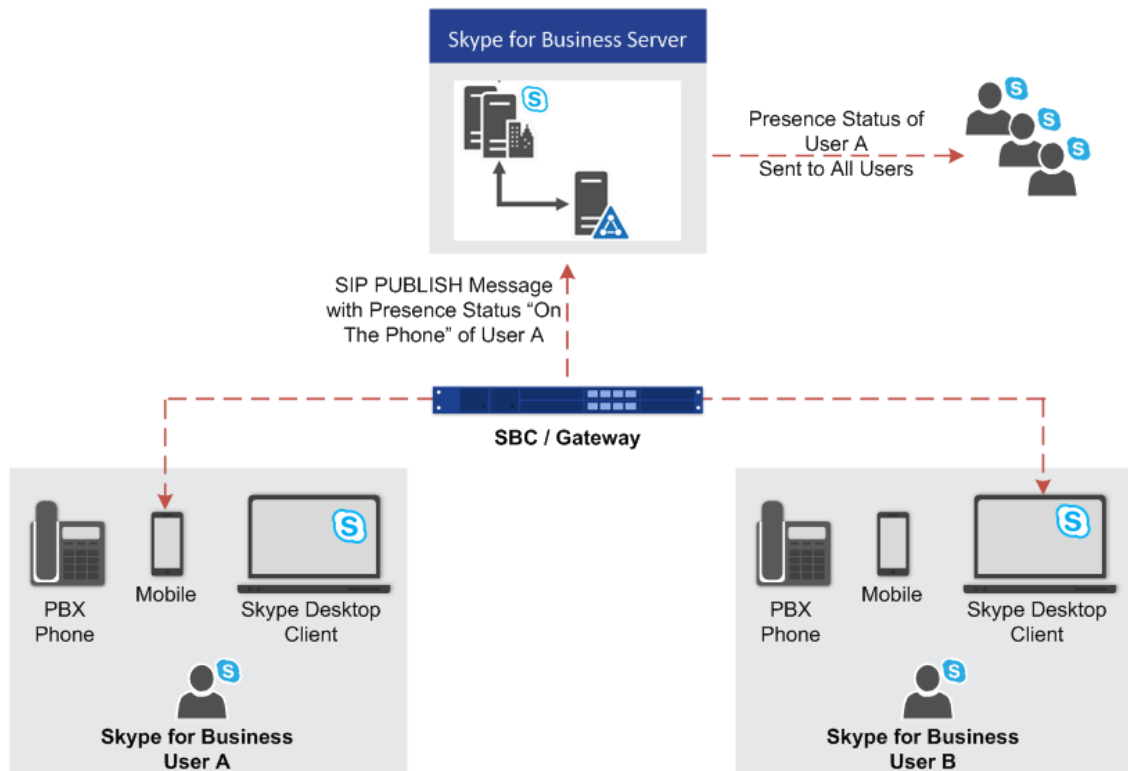 Skype for Business Server
Presence Status of
User A
Sent to All Users
SIP PUBLISH Message
with Presence Status “On
The Phone” of User A
SBC / Gateway
PBX
Phone
Mobile
Skype Desktop
Client
Skype for Business
User A
PBX
Phone
Mobile
Skype Desktop
Client
Skype for Business
User B